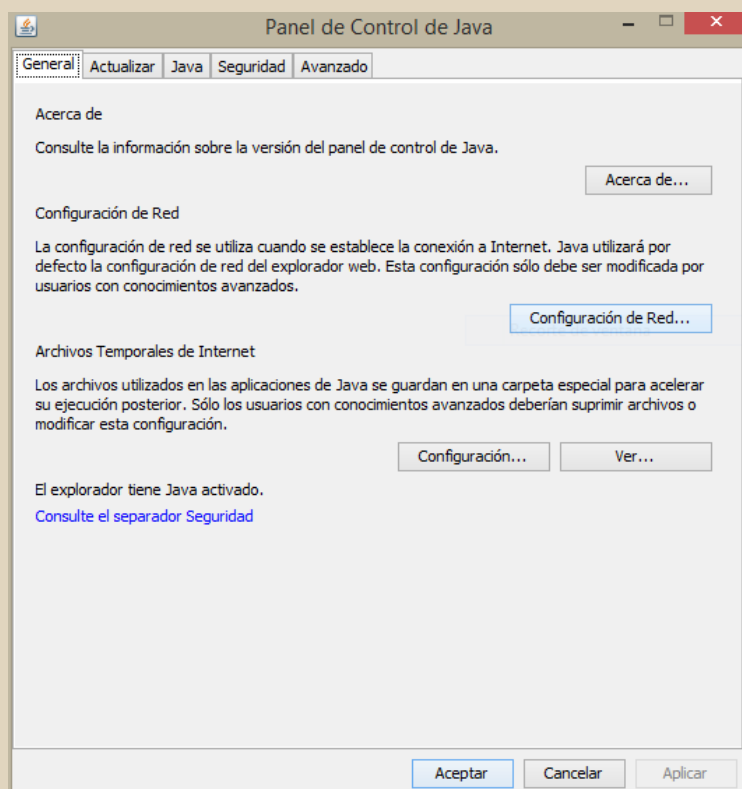 Panel de Control de Java
General Actualizar Java Seguridad Avanzado
Acerca de
Consulte la información sobre la versión del panel de control de Java.
Acerca de...
Configuración de Red
La configuración de red se utiliza cuando se establece la conexión a Internet. Java utilizará por
defecto la configuración de red del explorador web. Esta configuración sólo debe ser modificada por
usuarios con conocimientos avanzados.
Configuración de Red...
Archivos Temporales de Internet
Los archivos utilizados en las aplicaciones de Java se guardan en una carpeta especial para acelerar
su ejecución posterior. Sólo los usuarios con conocimientos avanzados deberían suprimir archivos o
modificar esta configuración.
Configuración... Ver...
El explorador tiene Java activado.
Consulte el separador Seguridad
Aceptar Cancelar Aplicar